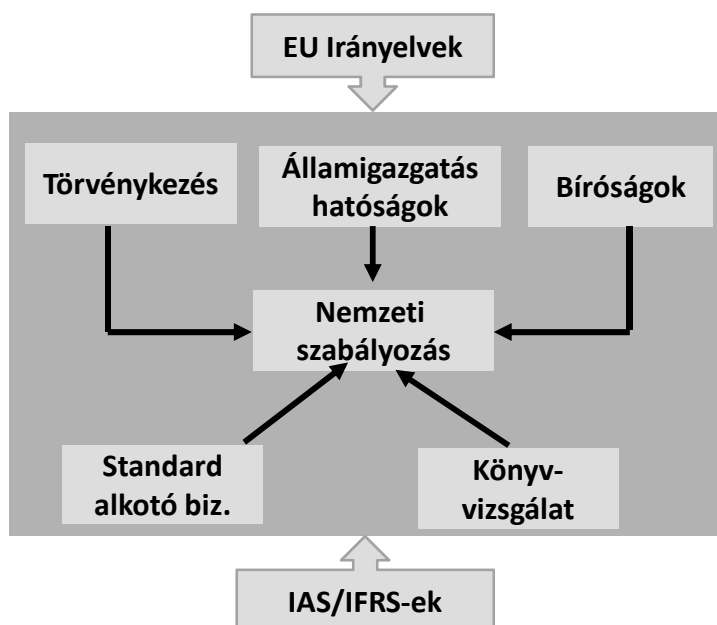 EU Irányelvek
Törvénykezés
Államigazgatás
hatóságok
Bíróságok
Nemzeti
szabályozás
Standard
alkotó biz.
Könyv-
vizsgálat
IAS/IFRS-ek